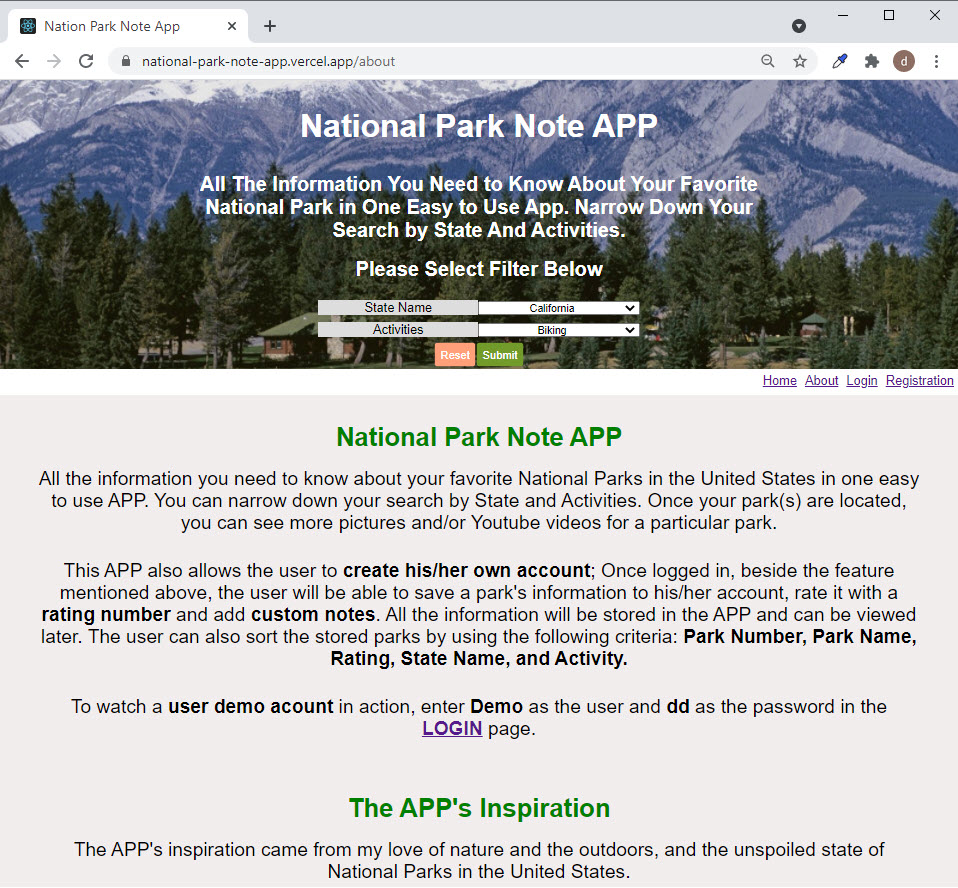 Nation Park Note App
national-park-note-app.vercel.app/about
d
National Park Note APP
All The Information You Need to Know About Your Favorite
National Park in One Easy to Use App. Narrow Down Your
Search by State And Activities.
Please Select Filter Below
State Name California
Activities Biking
Reset Submit
Home About Login Registration
National Park Note APP
All the information you need to know about your favorite National Parks in the United States in one easy
to use APP. You can narrow down your search by State and Activities. Once your park(s) are located,
you can see more pictures and/or Youtube videos for a particular park.
This APP also allows the user to create his/her own account; Once logged in, beside the feature
mentioned above, the user will be able to save a park's information to his/her account, rate it with a
rating number and add custom notes. All the information will be stored in the APP and can be viewed
later. The user can also sort the stored parks by using the following criteria: Park Number, Park Name,
Rating, State Name, and Activity.
To watch a user demo acount in action, enter Demo as the user and dd as the password in the
LOGIN page.
The APP's Inspiration
The APP's inspiration came from my love of nature and the outdoors, and the unspoiled state of
National Parks in the United States.